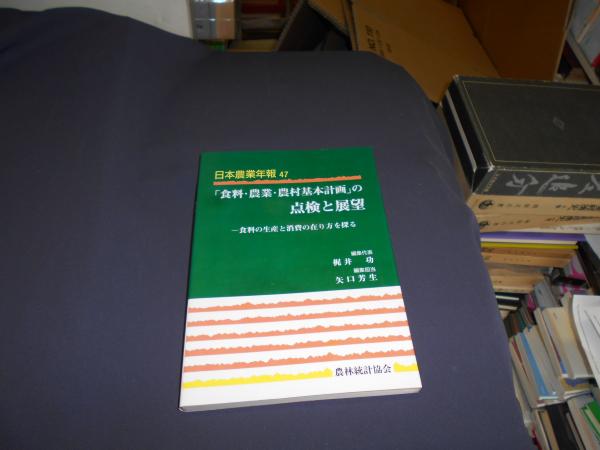 日本農業年報 47
「食料・農業・農村基本計画」の
点検と展望
―食料の生産と消費の在り方を探る
編集代表
梶井 功
編集担当
矢口芳生
農林統計協会